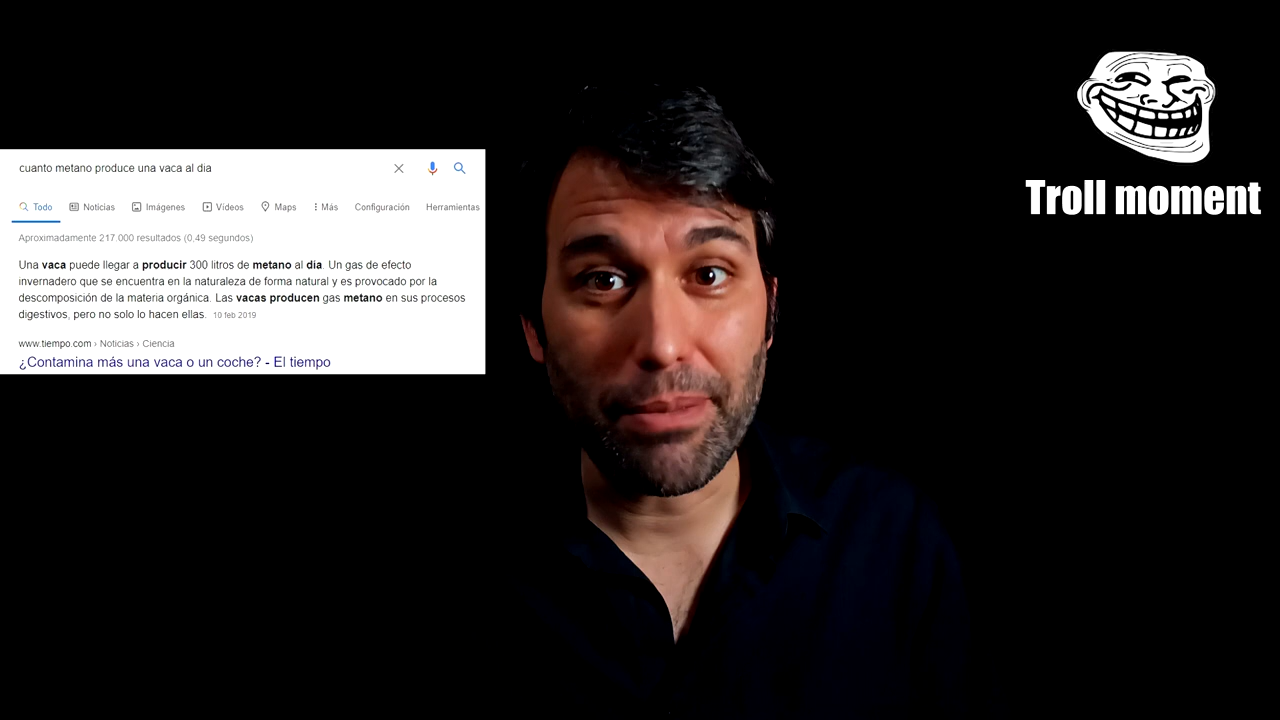 cuanto metano produce una vaca al dia
Todo Noticias Imágenes Vídeos Maps Más Configuración Herramientas
Aproximadamente 217.000 resultados (0,49 segundos)
Una vaca puede llegar a producir 300 litros de metano al día. Un gas de efecto
invernadero que se encuentra en la naturaleza de forma natural y es provocado por la
descomposición de la materia orgánica. Las vacas producen gas metano en sus procesos
digestivos, pero no solo lo hacen ellas. 10 feb 2019
www.tiempo.com › Noticias › Ciencia
¿Contamina más una vaca o un coche? - El tiempo
Troll moment